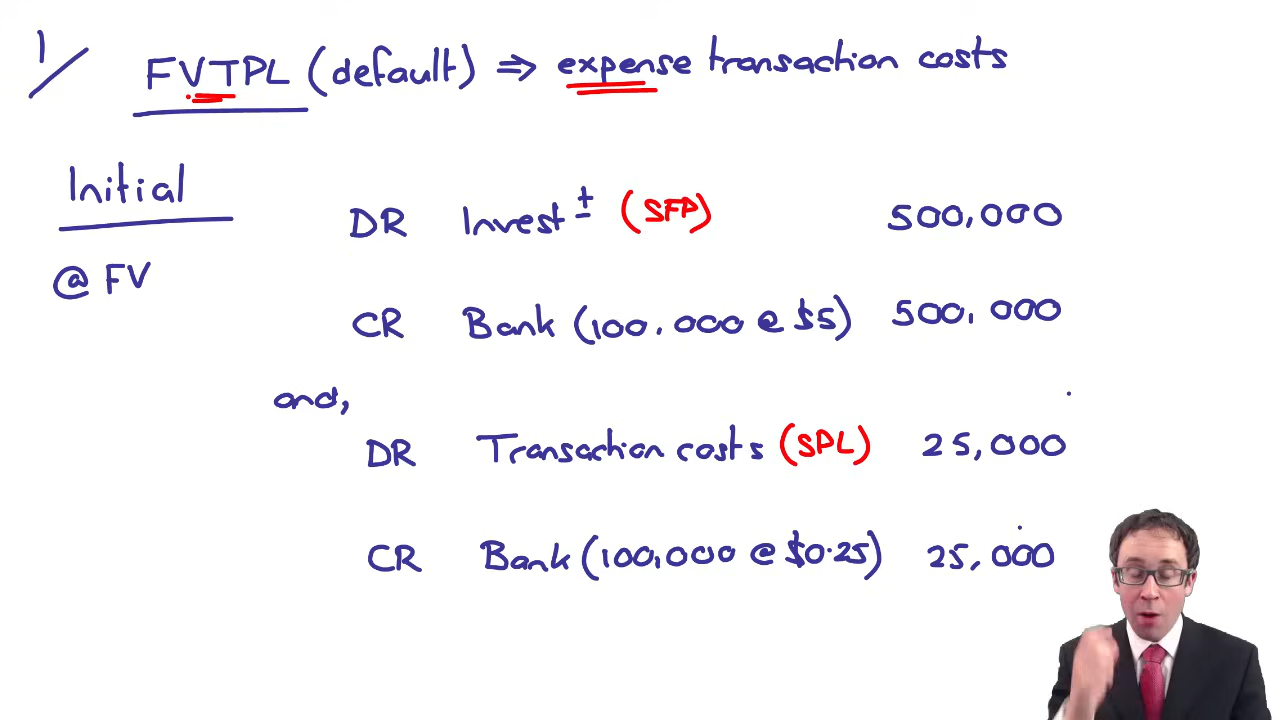 1/ FVTPL (default) ⇒ expense transaction costs
Initial
DR Invest± (SFP) 500,000
@ FV
CR Bank (100.000 @ $5) 500,000
and,
DR Transaction costs (SPL) 25,000
CR Bank (100,000 @ $0.25) 25,000